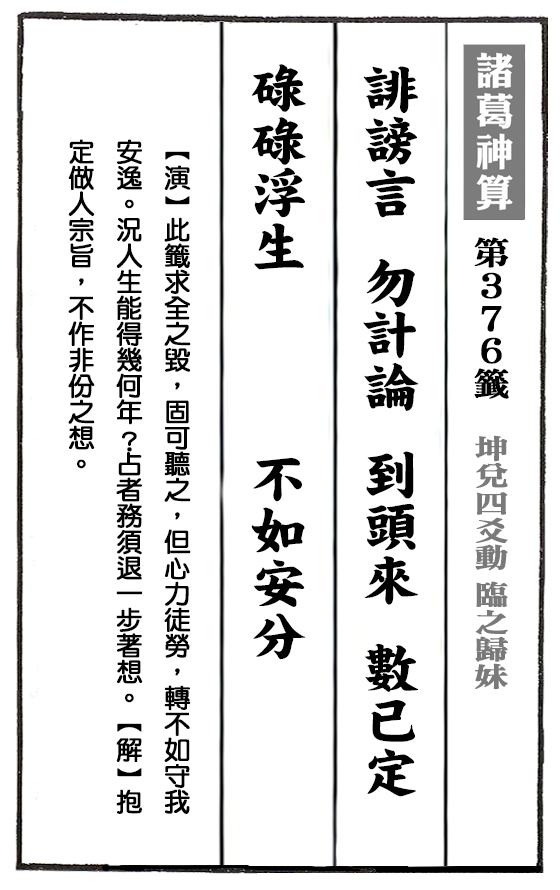 諸葛神算 第376籤 坤兌四爻動 臨之歸妹
誹謗言 勿計論 到頭來 數已定
碌碌浮生 不如安分
【演】此籤求全之毀，固可聽之，但心力徒勞，轉不如守我
安逸。況人生能得幾何年？占者務須退一步著想。【解】抱
定做人宗旨，不作非份之想。